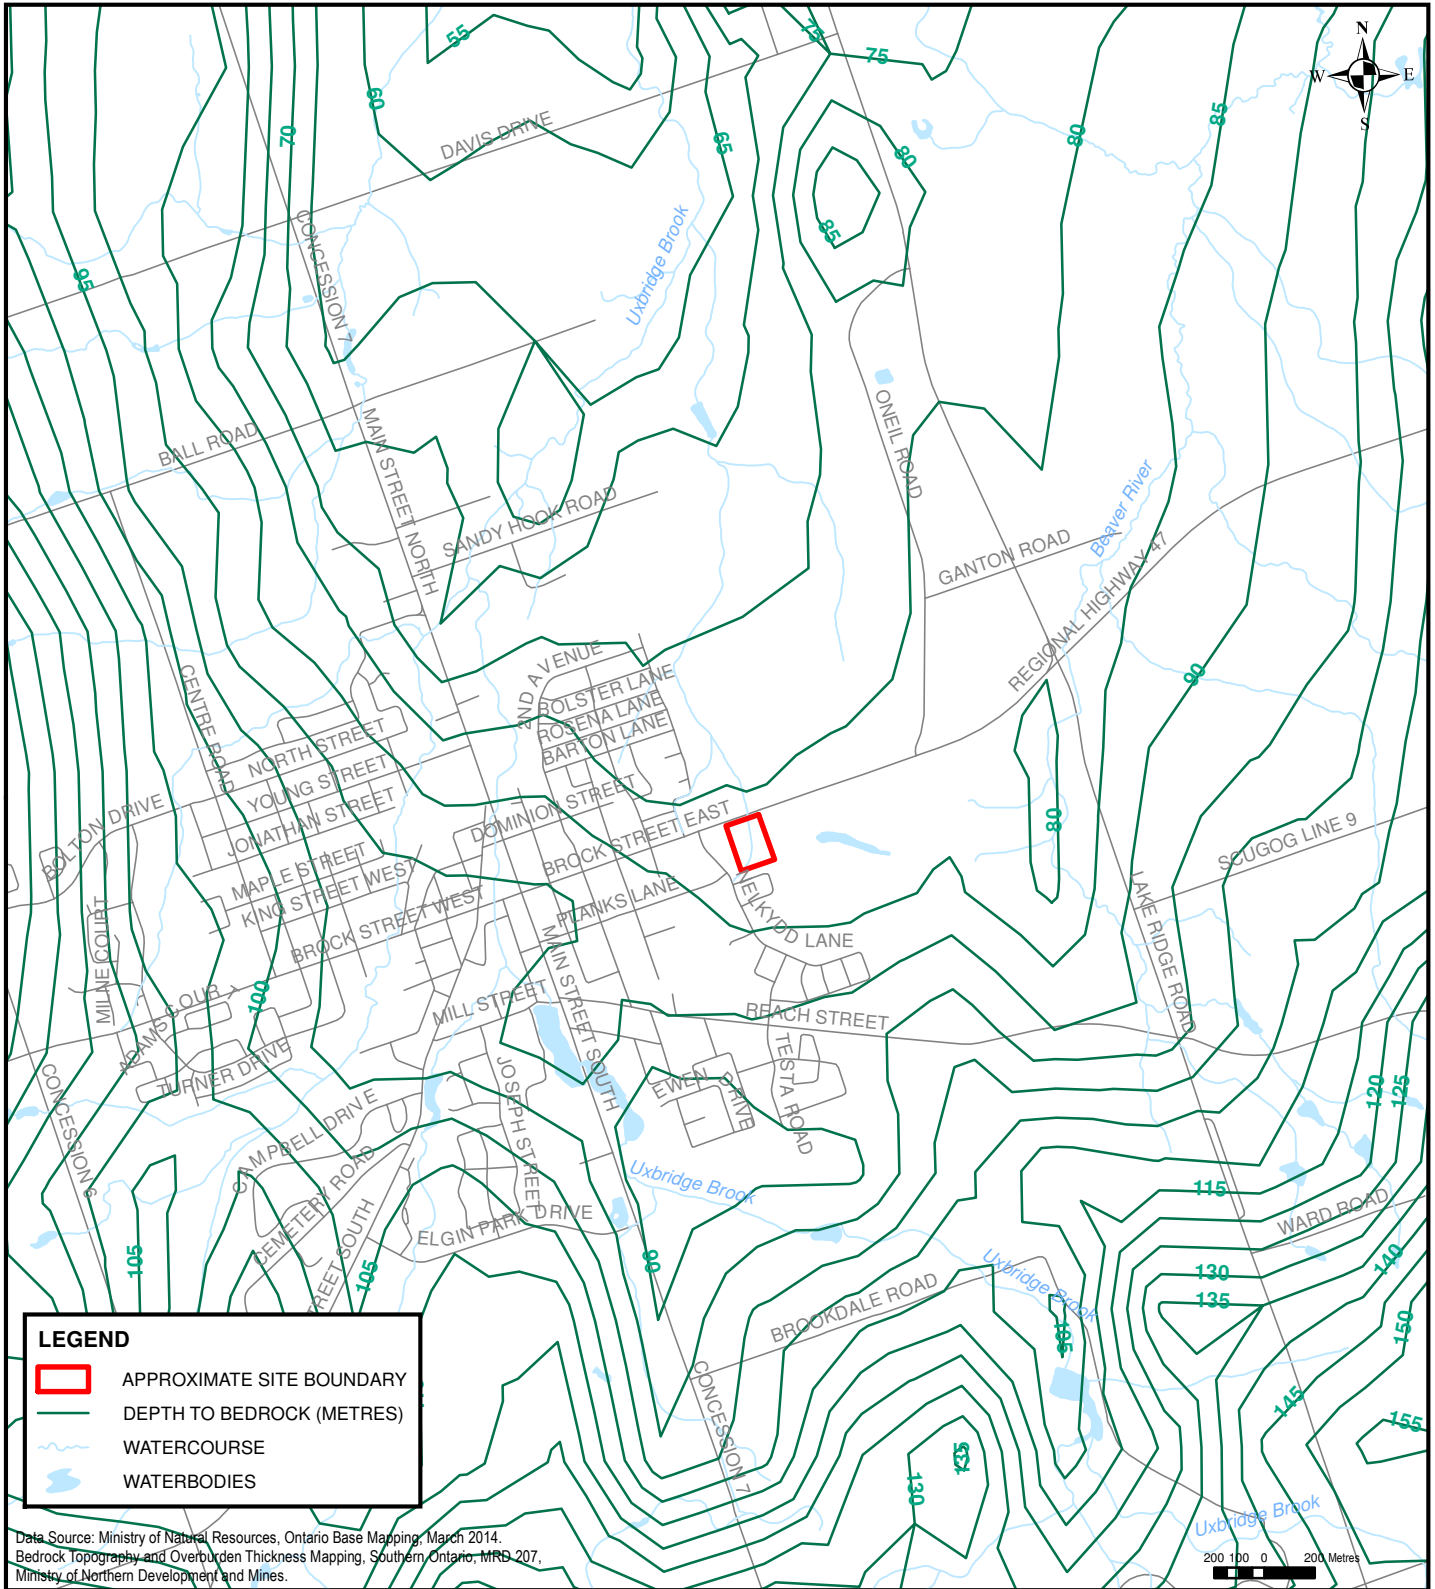 N
W E
S
55
75
75
60
70
65
80
80
85
85
95
DAVIS DRIVE
CONCESSION 7
Uxbridge Brook
BALL ROAD
MAIN STREET NORTH
ONEIL ROAD
SANDY HOOK ROAD
GANTON ROAD
Beaver River
REGIONAL HIGHWAY 47
90
CENTRE ROAD
2ND AVENUE
BOLSTER LANE
ROSENA LANE
BARTON LANE
NORTH STREET
YOUNG STREET
JONATHAN STREET
BOLTON DRIVE
DOMINION STREET
BROCK STREET EAST
80
MAPLE STREET
KING STREET WEST
BROCK STREET WEST
PLANKS LANE
NELKYDD LANE
SCUGOG LINE 9
LAKE RIDGE ROAD
MILNE COURT
ADAMS COUR
100
MILL STREET
MAIN STREET SOUTH
REACH STREET
TURNER DRIVE
CONCESSION 6
JOSEPH STREET
EWEN DRIVE
TESTA ROAD
120
125
CAMPBELL DRIVE
CEMETERY ROAD
Uxbridge Brook
115
WARD ROAD
ELGIN PARK DRIVE
TREET SOUTH
105
105
90
Uxbridge Brook
140
130
135
BROOKDALE ROAD
105
150
CONCESSION 7
145
155
135
130
Uxbridge Brook
LEGEND
APPROXIMATE SITE BOUNDARY
DEPTH TO BEDROCK (METRES)
WATERCOURSE
WATERBODIES
Data Source: Ministry of Natural Resources, Ontario Base Mapping, March 2014.
Bedrock Topography and Overburden Thickness Mapping, Southern Ontario, MRD 207,
Ministry of Northern Development and Mines.
200 100 0 200 Metres